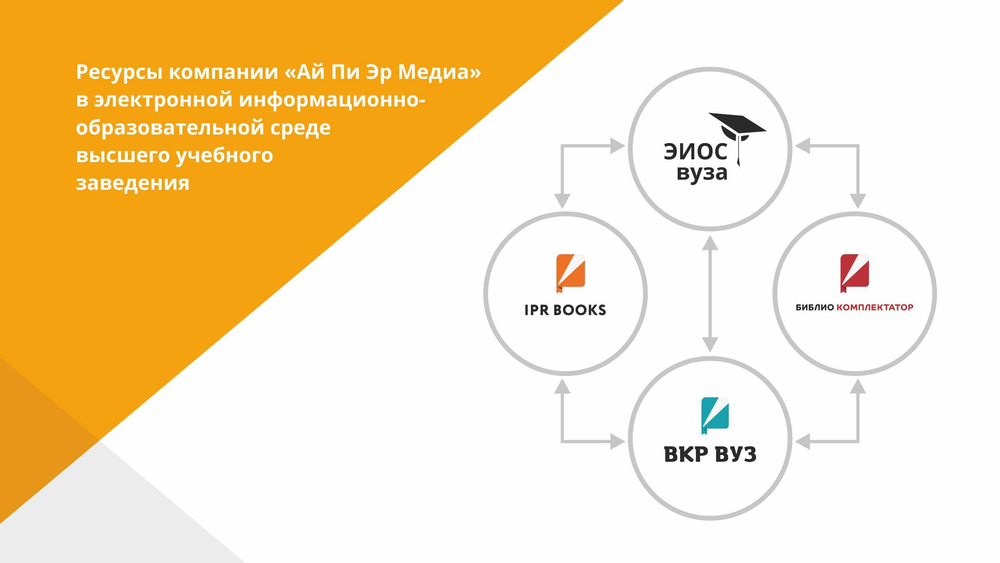 Ресурсы компании «Ай Пи Эр Медиа»
в электронной информационно-
образовательной среде
высшего учебного
заведения
ЭИОС
вуза
IPR BOOKS
БИБЛИО КОМПЛЕКТАТОР
ВКР ВУЗ